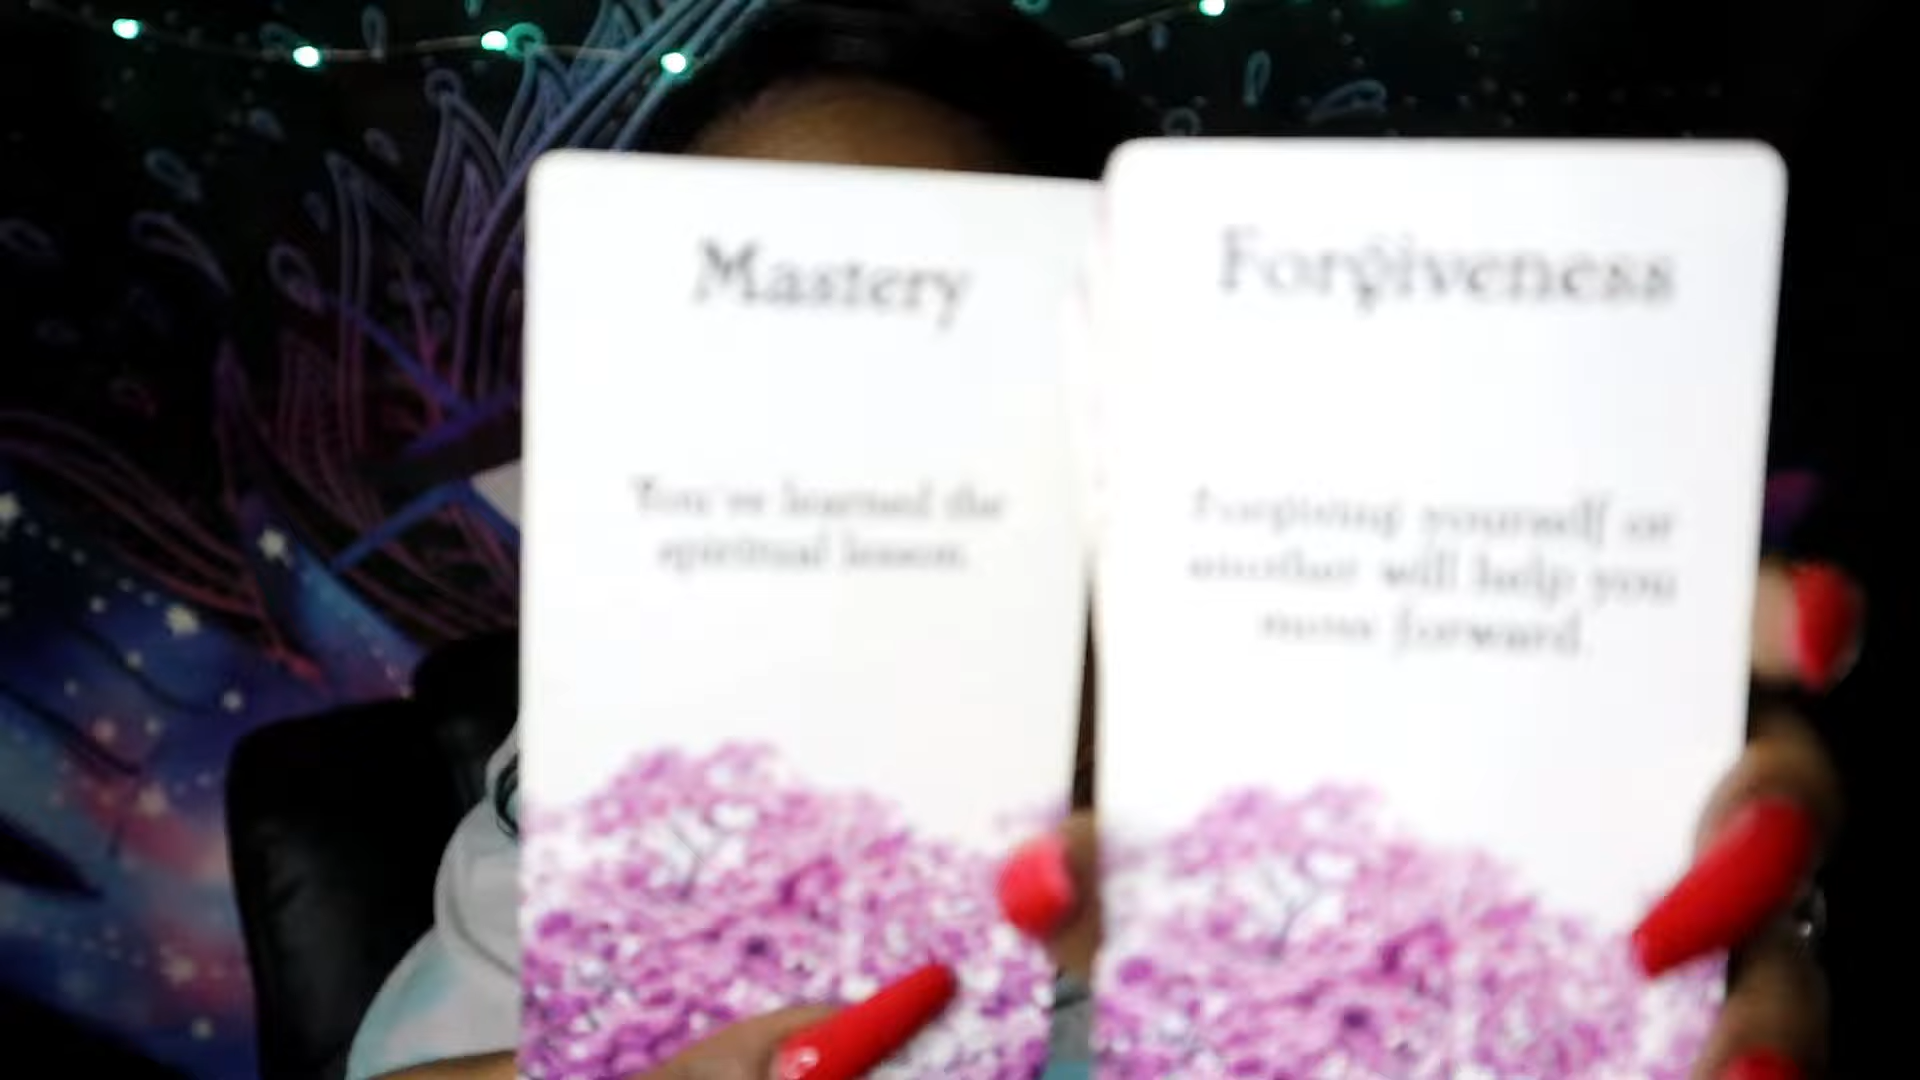 Mastery
You've learned the
spiritual lesson.
Forgiveness
Forgiving yourself or
another will help you
move forward.